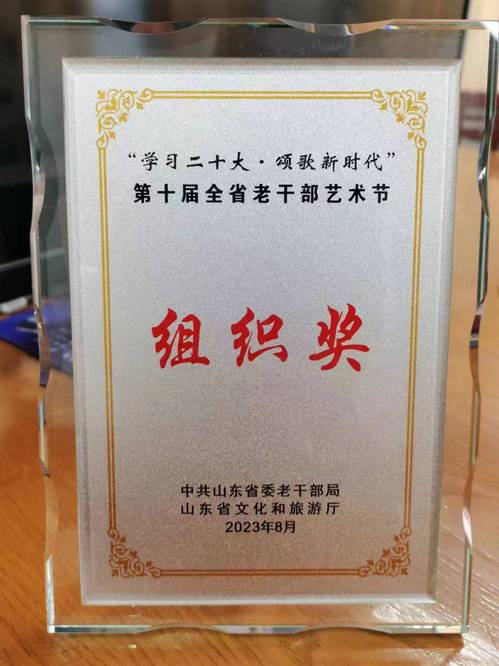 “学习二十大·颂歌新时代”
第十届全省老干部艺术节
组织奖
中共山东省委老干部局
山东省文化和旅游厅
2023年8月